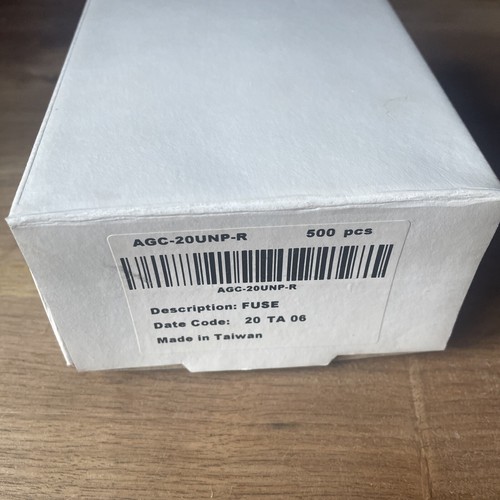 AGC-20UNP-R 500 pcs
AGC-20UNP-R
Description: FUSE
Date Code: 20 TA 06
Made in Taiwan